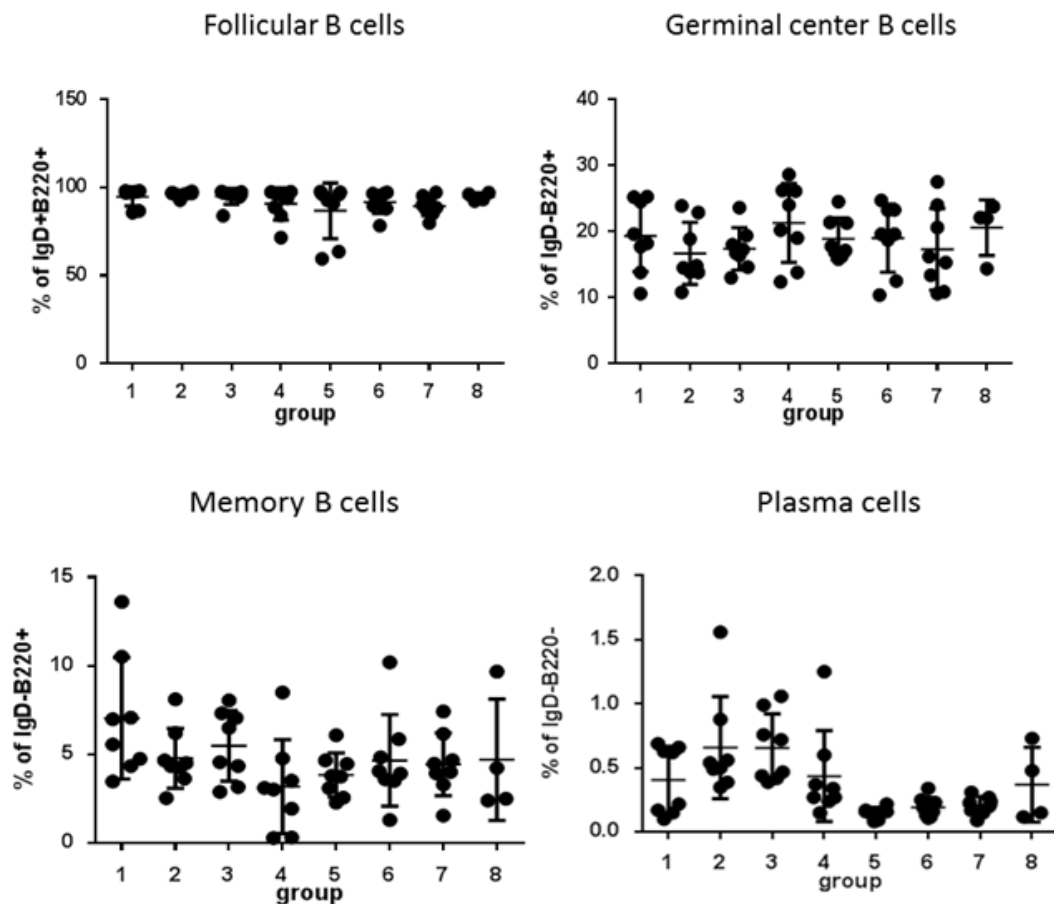 Follicular B cells
% of IgD+B220+
150
100
50
0
1 2 3 4 5 6 7 8
group
Germinal center B cells
% of IgD-B220+
40
30
20
10
0
1 2 3 4 5 6 7 8
group
Memory B cells
% of IgD-B220+
15
10
5
0
1 2 3 4 5 6 7 8
group
Plasma cells
% of IgD-B220-
2.0
1.5
1.0
0.5
0.0
1 2 3 4 5 6 7 8
group